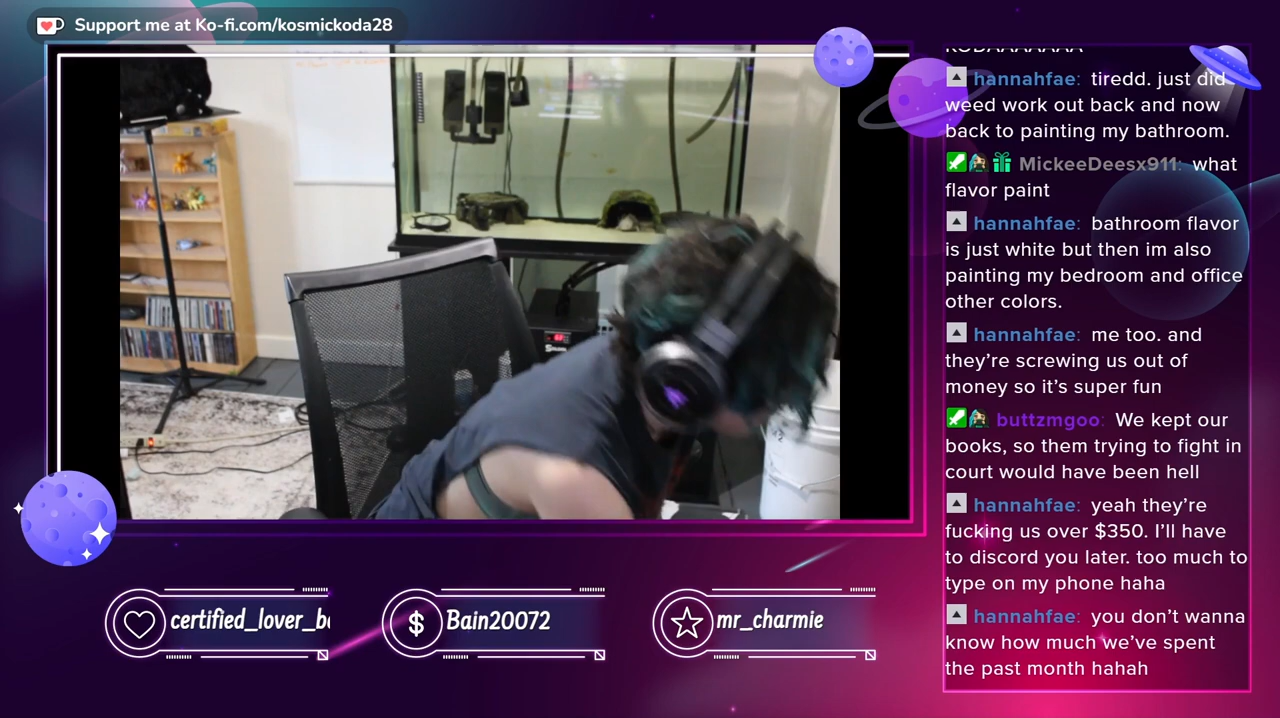 Support me at Ko-fi.com/kosmickoda28
hannahfae: tiredd. just did
weed work out back and now
back to painting my bathroom.
MickeeDeesx911: what
flavor paint
hannahfae: bathroom flavor
is just white but then im also
painting my bedroom and office
other colors.
hannahfae: me too. and
they're screwing us out of
money so it's super fun
buttzmgoo: We kept our
books, so them trying to fight in
court would have been hell
hannahfae: yeah they're
fucking us over $350. I'll have
to discord you later. too much to
type on my phone haha
hannahfae: you don't wanna
know how much we've spent
the past month hahah
certified_lover_b
$ Bain20072
mr_charmie